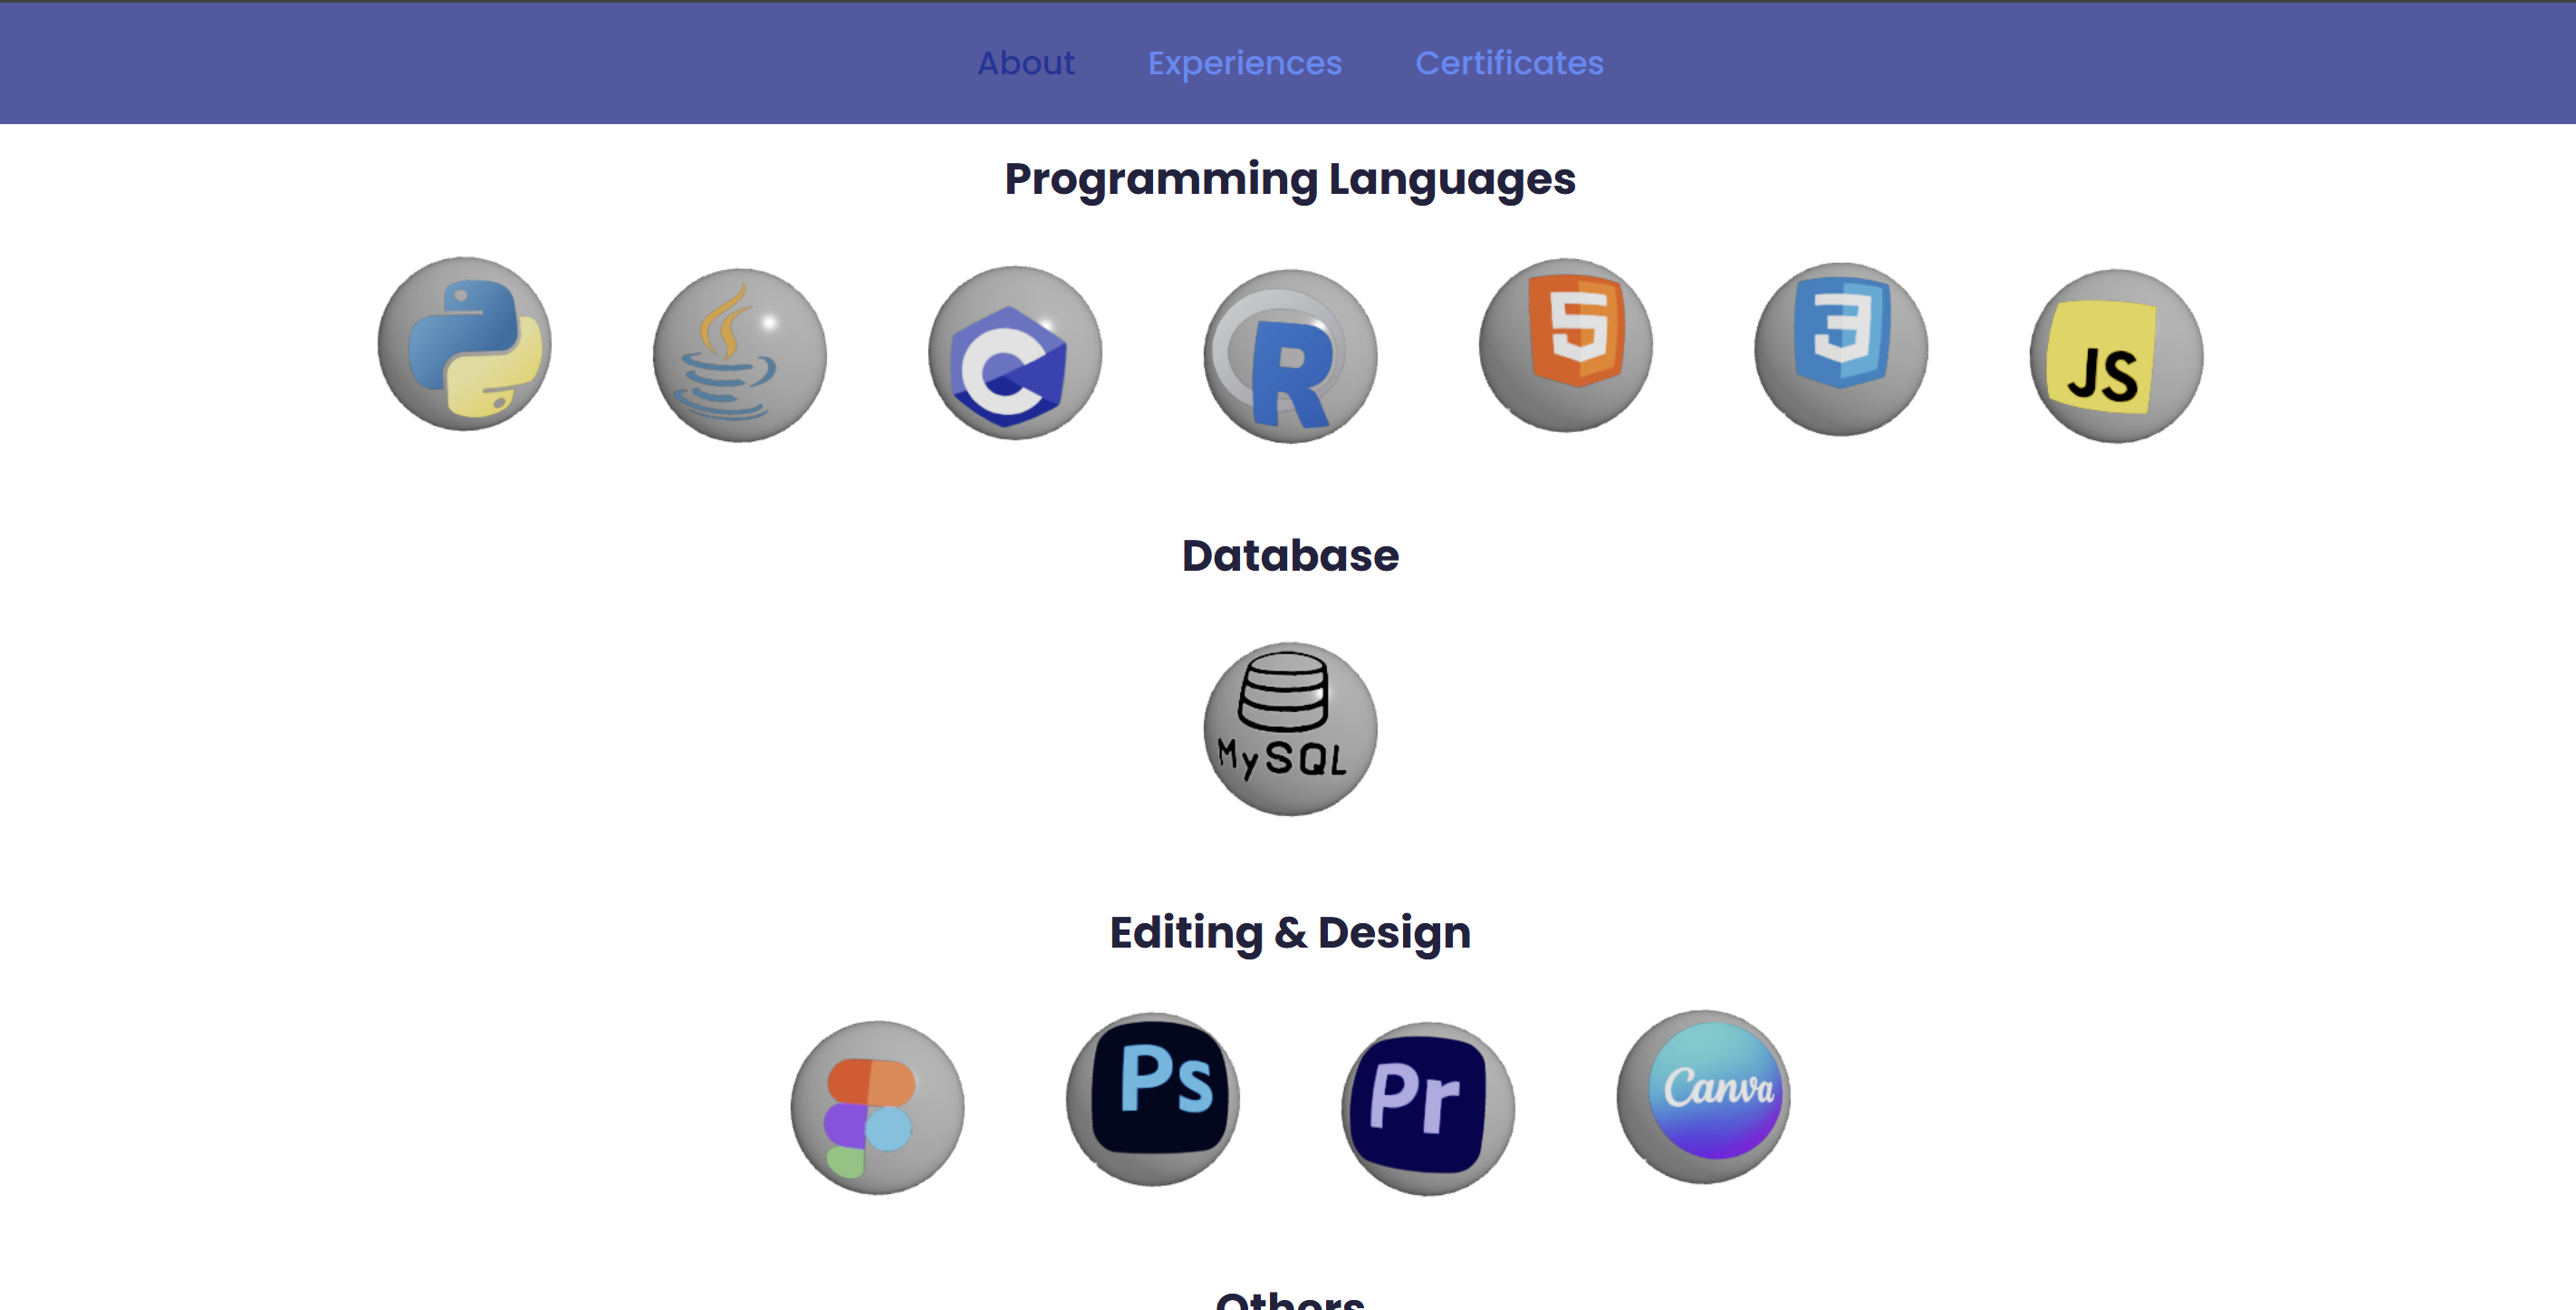 About Experiences Certificates
Programming Languages
C R 5 3 JS
Database
MySQL
Editing & Design
Ps Pr Canva
Others